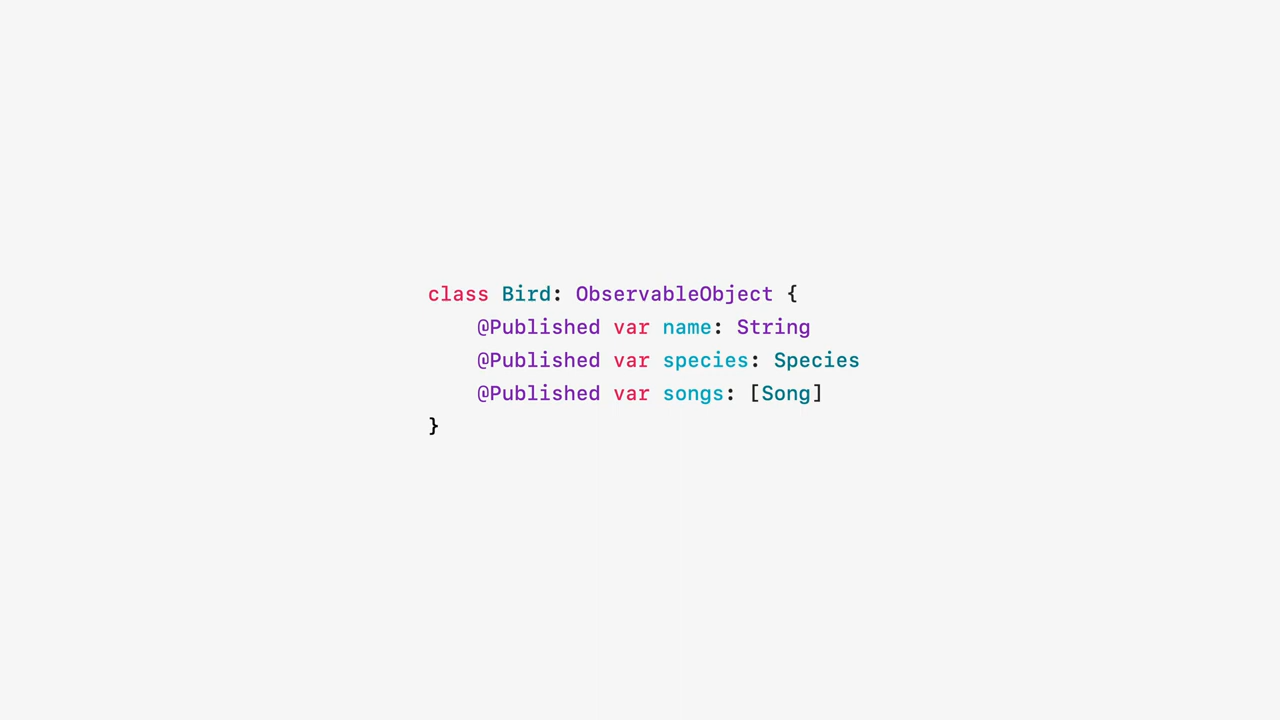 class Bird: ObservableObject {
    @Published var name: String
    @Published var species: Species
    @Published var songs: [Song]
}